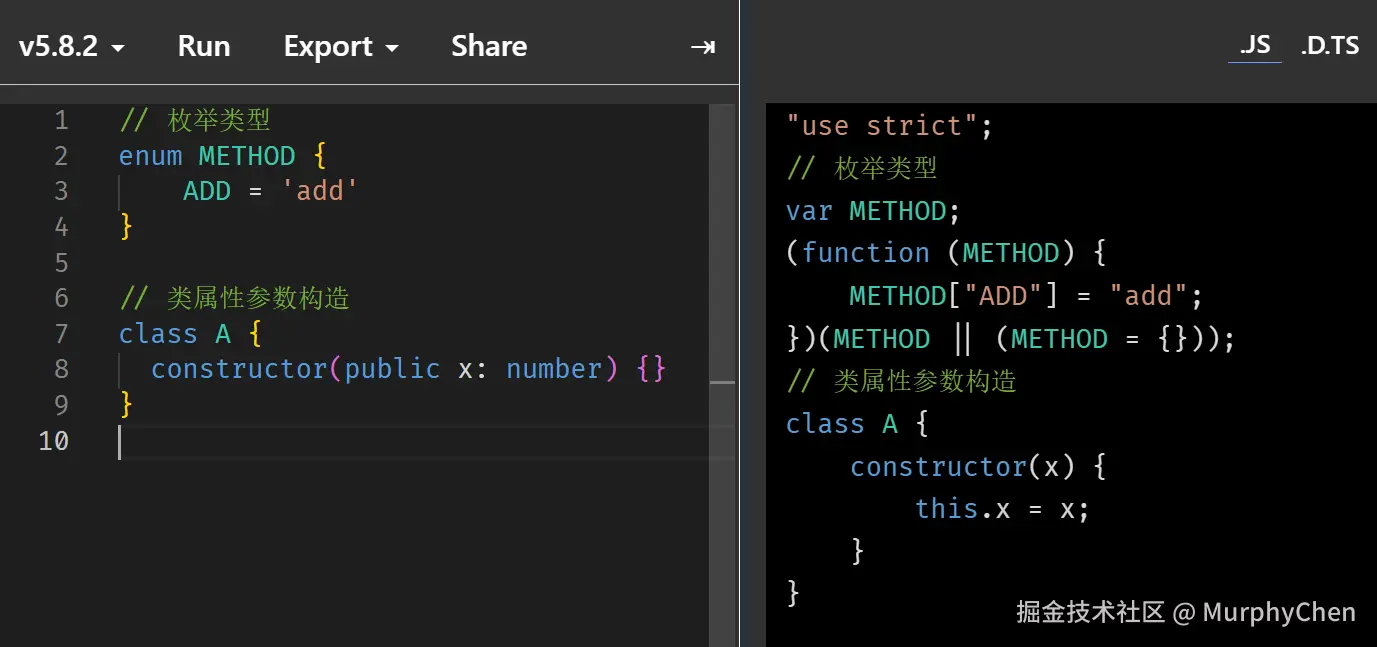 v5.8.2 Run Export Share
.JS .D.TS
1 // 枚举类型
2 enum METHOD {
3     ADD = 'add'
4 }
5
6 // 类属性参数构造
7 class A {
8   constructor(public x: number) {}
9 }
10
"use strict";
// 枚举类型
var METHOD;
(function (METHOD) {
    METHOD["ADD"] = "add";
})(METHOD || (METHOD = {}));
// 类属性参数构造
class A {
    constructor(x) {
        this.x = x;
    }
}
掘金技术社区 @ MurphyChen